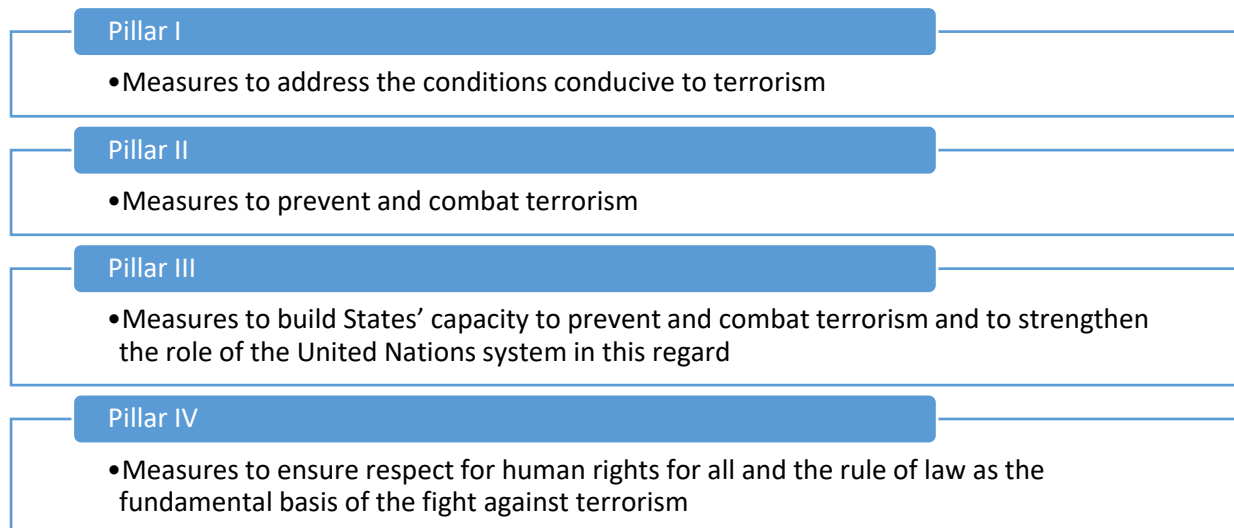 Pillar I
•Measures to address the conditions conducive to terrorism
Pillar II
•Measures to prevent and combat terrorism
Pillar III
•Measures to build States’ capacity to prevent and combat terrorism and to strengthen
the role of the United Nations system in this regard
Pillar IV
•Measures to ensure respect for human rights for all and the rule of law as the
fundamental basis of the fight against terrorism